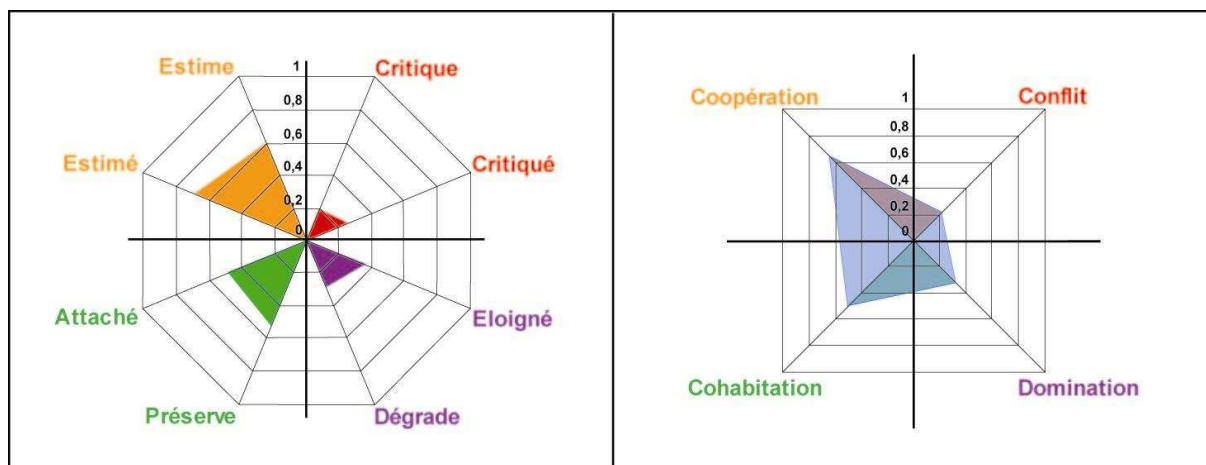 Estime
Critique
Estimé
Critiqué
Attaché
Eloigné
Préserve
Dégrade
1
0,8
0,6
0,4
0,2
0
Coopération
Conflit
Cohabitation
Domination
1
0,8
0,6
0,4
0,2
0